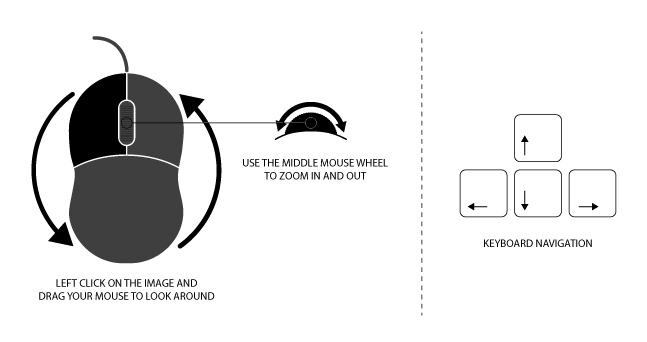 USE THE MIDDLE MOUSE WHEEL
TO ZOOM IN AND OUT
KEYBOARD NAVIGATION
LEFT CLICK ON THE IMAGE AND
DRAG YOUR MOUSE TO LOOK AROUND